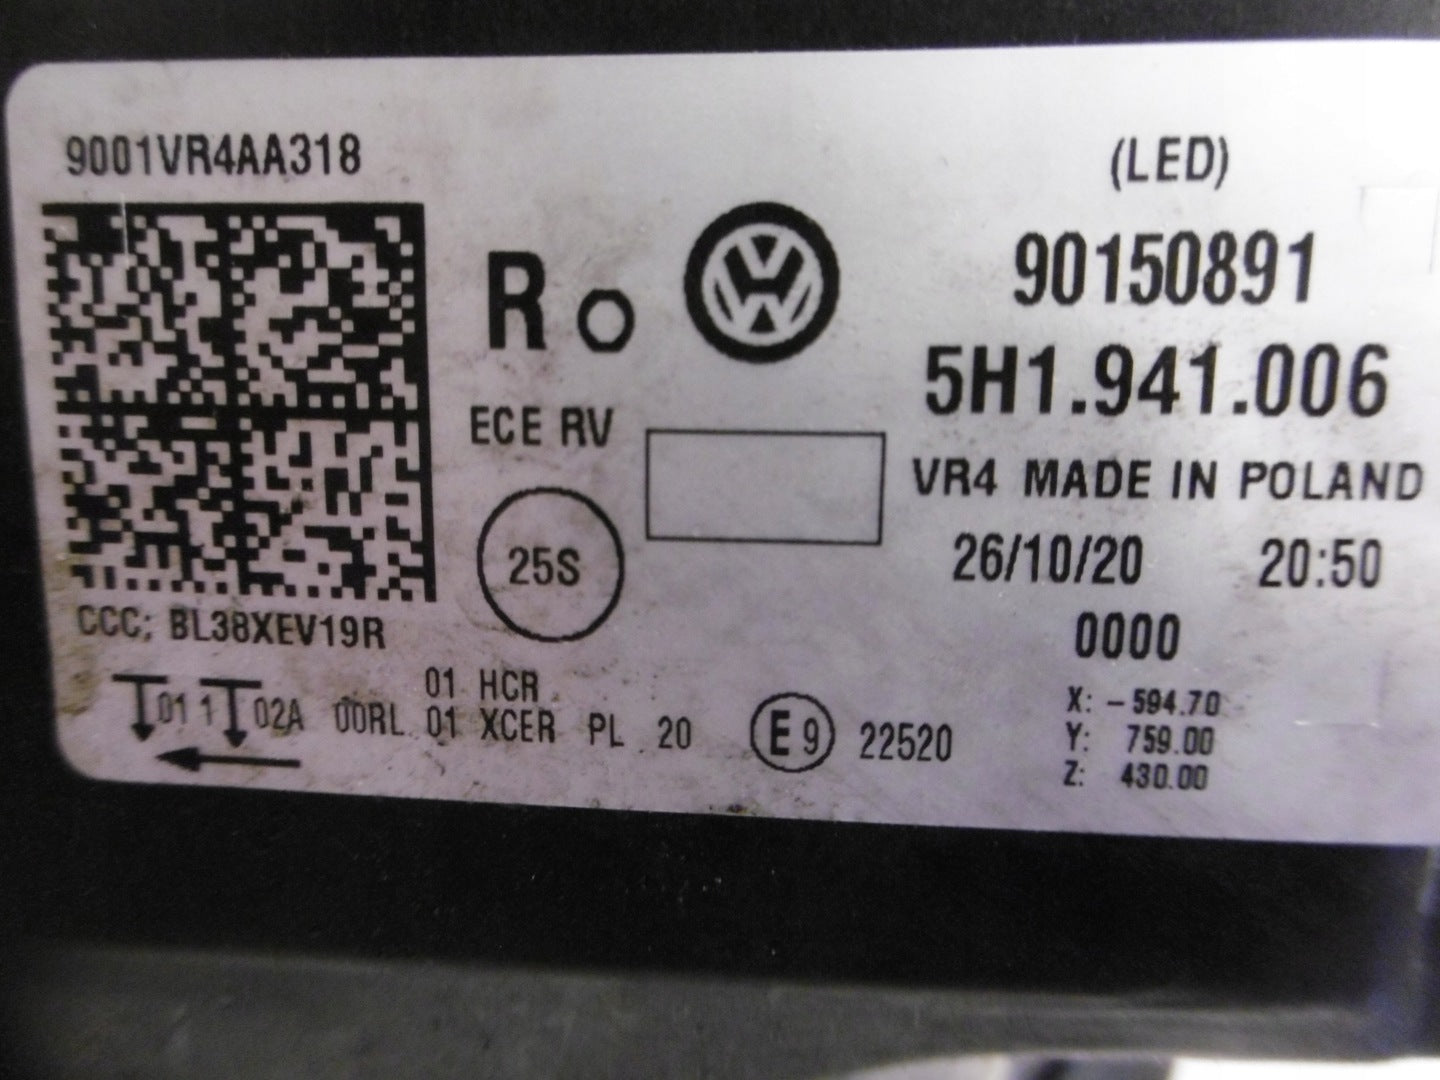 9001VR4AA318
(LED)
R
90150891
5H1.941.006
ECE RV
VR4 MADE IN POLAND
25S
26/10/20 20:50
CCC; BL38XEV19R
0000
01 HCR
01 1 02A 00RL 01 XCER PL 20
E9 22520
X: -594.70
Y: 759.00
Z: 430.00